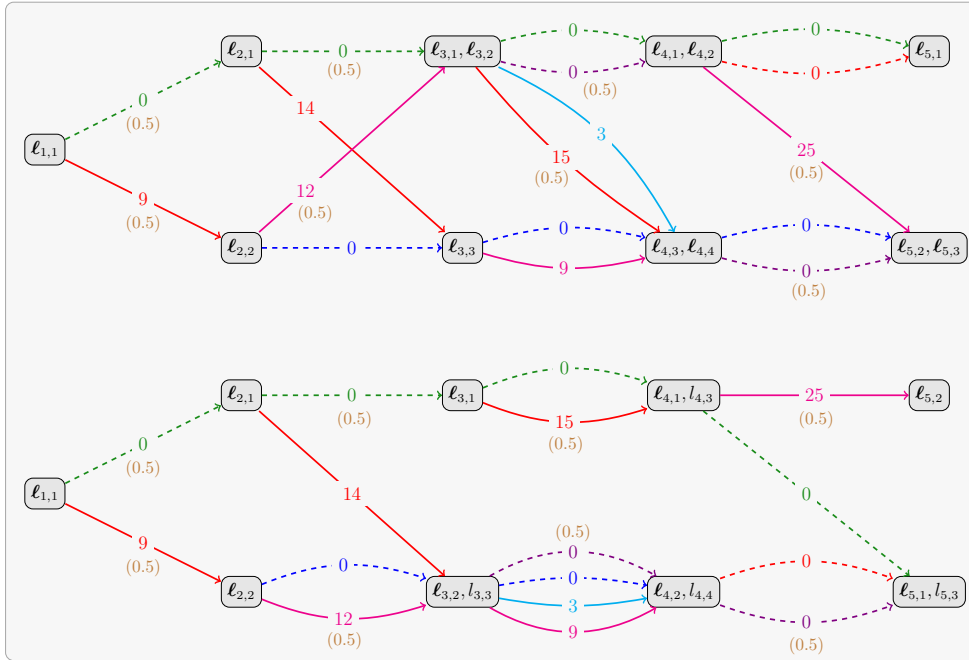 0
ℓ2,1 0 ℓ3,1, ℓ3,2 0 ℓ4,1, ℓ4,2 0 ℓ5,1
(0.5) 0 (0.5) 0
0 14
(0.5) 3
ℓ1,1 15 25
(0.5) (0.5)
9 12
(0.5) (0.5)
0 0
ℓ2,2 0 ℓ3,3 ℓ4,3, ℓ4,4 ℓ5,2, ℓ5,3
9 0
(0.5)
0
ℓ2,1 0 ℓ3,1 ℓ4,1, l4,3 25 ℓ5,2
(0.5) 15 (0.5)
0 (0.5)
(0.5)
ℓ1,1 14 0
9 (0.5)
(0.5) 0 0 0
ℓ2,2 ℓ3,2, l3,3 0 ℓ4,2, l4,4 ℓ5,1, l5,3
3
12 9 0
(0.5) (0.5)